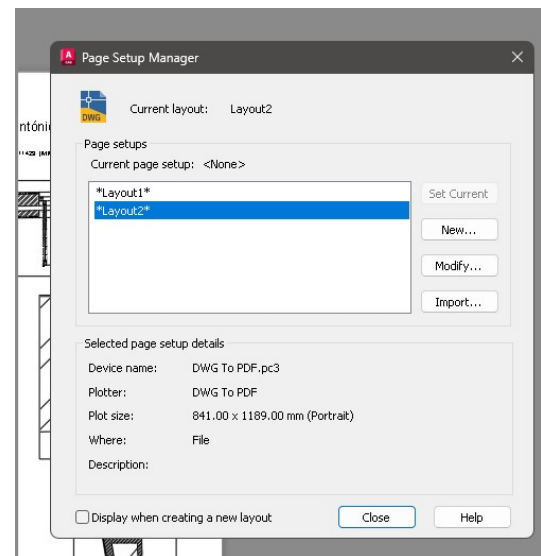 Page Setup Manager
DWG
Current layout: Layout2
ntóni
Page setups
Current page setup: <None>
*Layout1*
*Layout2*
Set Current
New...
Modify...
Import...
Selected page setup details
Device name: DWG To PDF.pc3
Plotter: DWG To PDF
Plot size: 841.00 x 1189.00 mm (Portrait)
Where: File
Description:
Display when creating a new layout
Close
Help